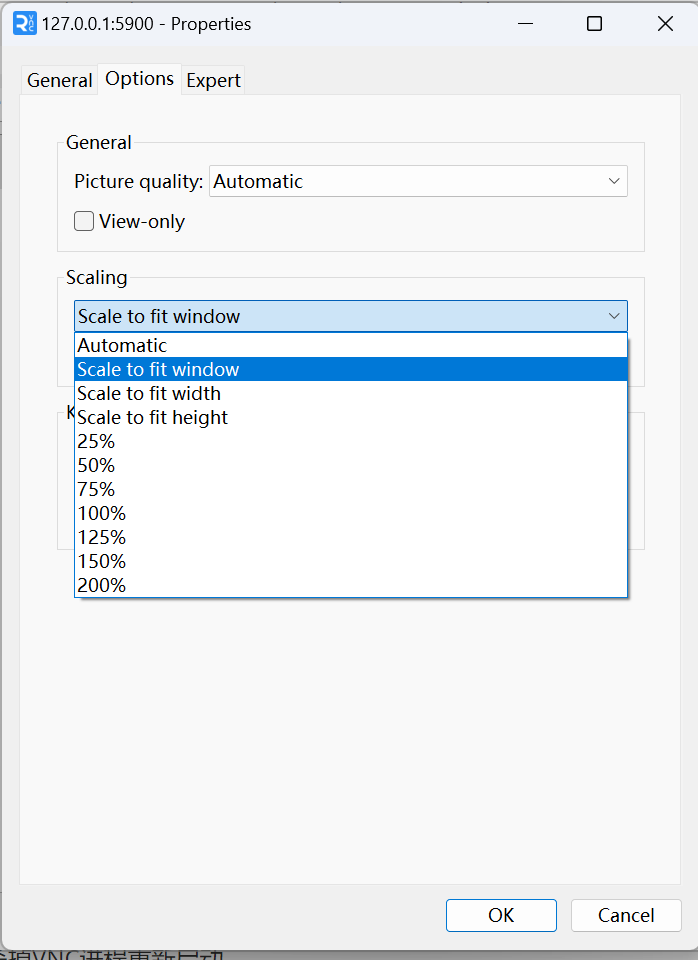 127.0.0.1:5900 - Properties
General Options Expert
General
Picture quality: Automatic
View-only
Scaling
Scale to fit window
Automatic
Scale to fit window
Scale to fit width
Scale to fit height
25%
50%
75%
100%
125%
150%
200%
OK Cancel
VNC进程重新启动